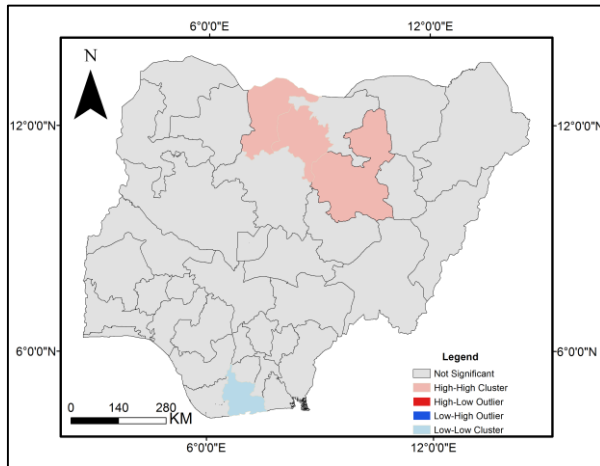 6°0'0"E 12°0'0"E
N
12°0'0"N 12°0'0"N
6°0'0"N 6°0'0"N
Legend
Not Significant
High-High Cluster
High-Low Outlier
Low-High Outlier
Low-Low Cluster
0 140 280
KM
6°0'0"E 12°0'0"E